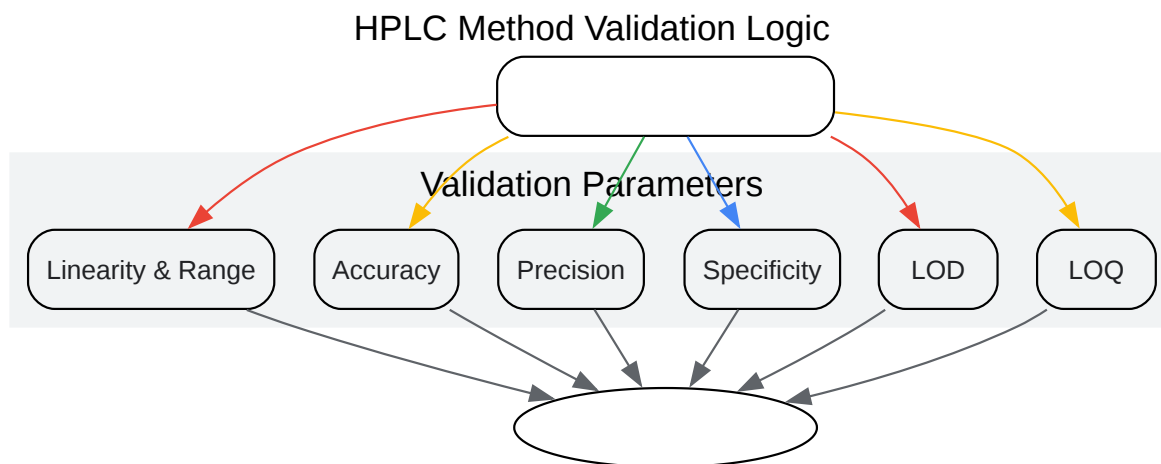 HPLC Method Validation Logic
Validation Parameters
Linearity & Range
Accuracy
Precision
Specificity
LOD
LOQ